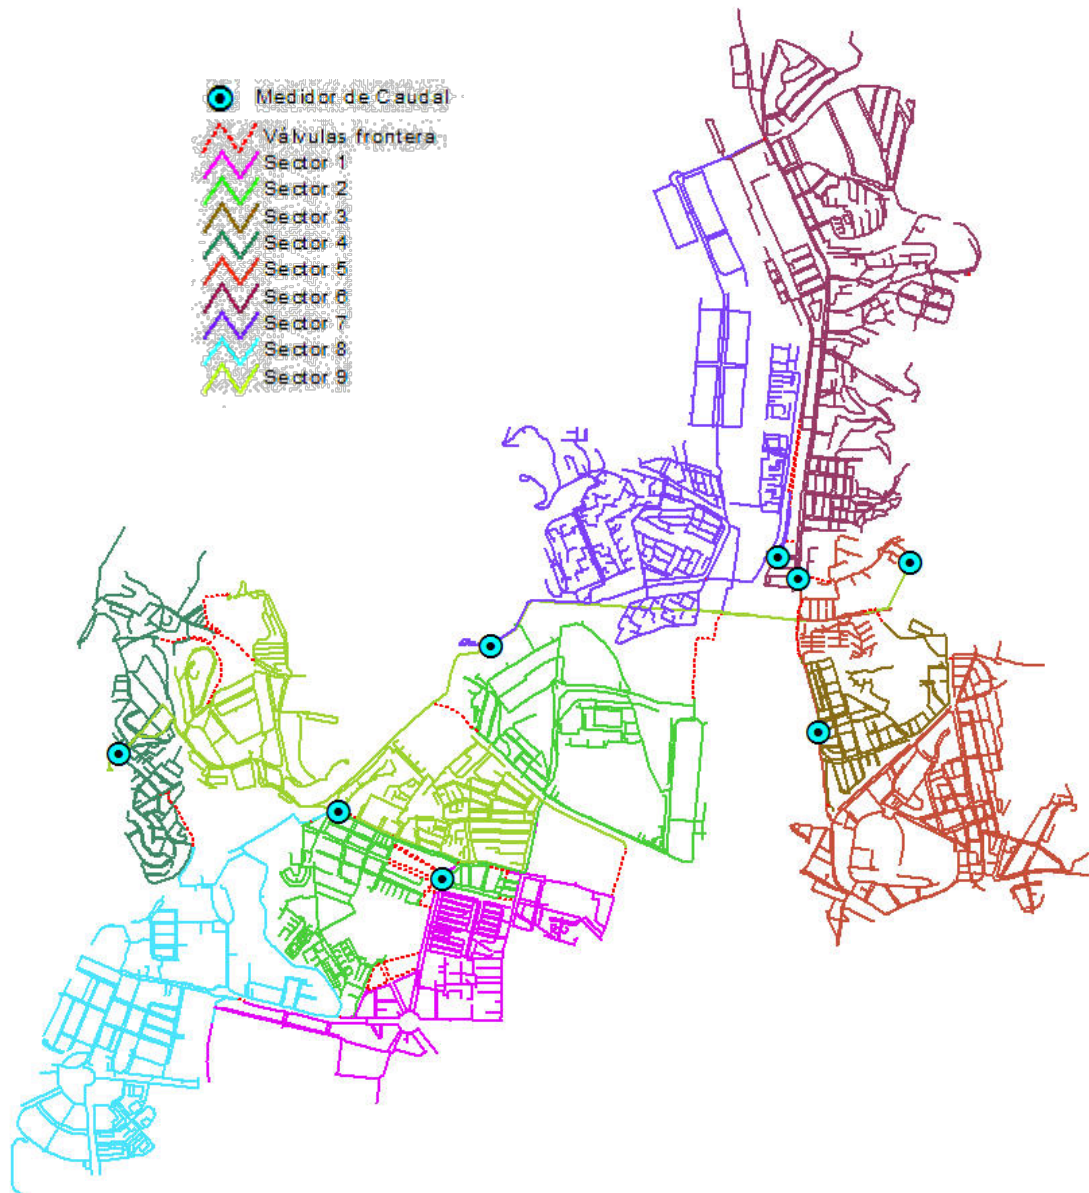 Medidor de Caudal
Válvulas frontera
Sector 1
Sector 2
Sector 3
Sector 4
Sector 5
Sector 6
Sector 7
Sector 8
Sector 9